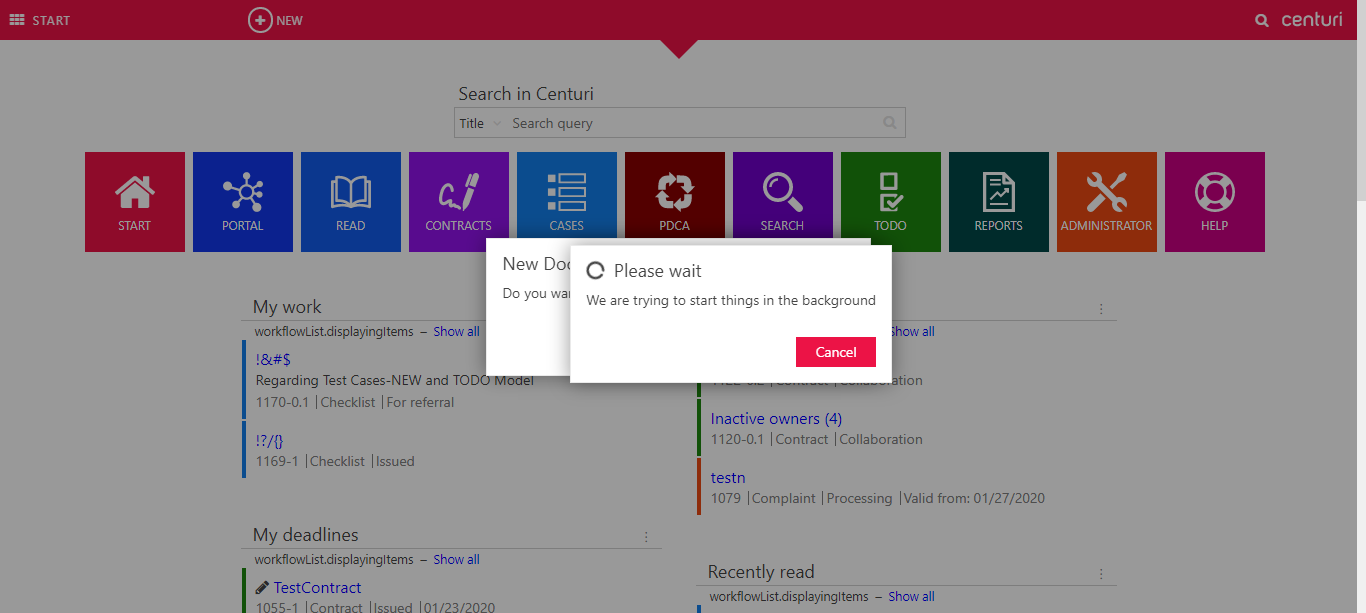 START
NEW
centuri
Search in Centuri
Title Search query
START
PORTAL
READ
CONTRACTS
CASES
PDCA
SEARCH
TODO
REPORTS
ADMINISTRATOR
HELP
New Doc
Do you wan
Please wait
We are trying to start things in the background
Cancel
My work
workflowList.displayingItems – Show all
!&#$
Regarding Test Cases-NEW and TODO Model
1170-0.1 |Checklist |For referral
!?/{}
1169-1 |Checklist |Issued
My deadlines
workflowList.displayingItems – Show all
TestContract
1055-1 |Contract |Issued |01/23/2020
Show all
1122-0.2 |Contract |Collaboration
Inactive owners (4)
1120-0.1 |Contract |Collaboration
testn
1079 |Complaint |Processing |Valid from: 01/27/2020
Recently read
workflowList.displayingItems – Show all